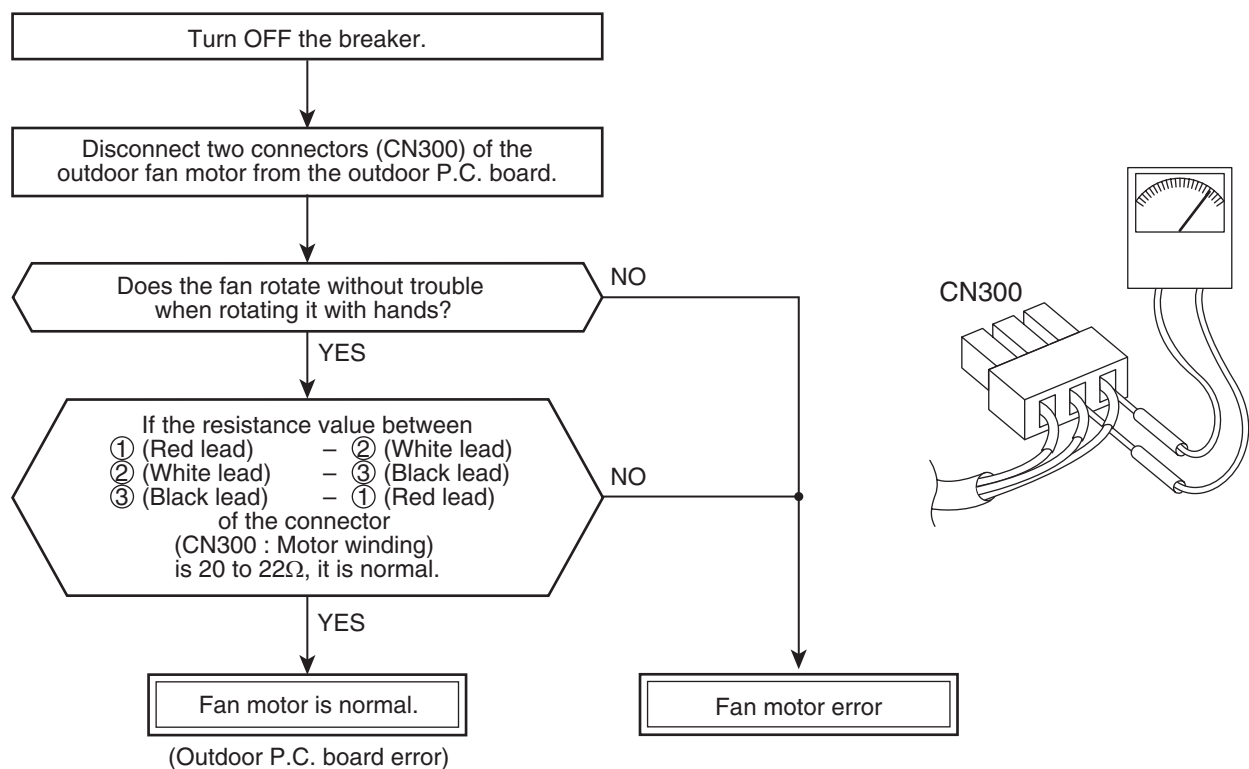 Turn OFF the breaker.
Disconnect two connectors (CN300) of the
outdoor fan motor from the outdoor P.C. board.
Does the fan rotate without trouble
when rotating it with hands?
NO
YES
If the resistance value between
① (Red lead) – ② (White lead)
② (White lead) – ③ (Black lead)
③ (Black lead) – ① (Red lead)
of the connector
(CN300 : Motor winding)
is 20 to 22Ω, it is normal.
NO
YES
Fan motor is normal.
(Outdoor P.C. board error)
Fan motor error
CN300